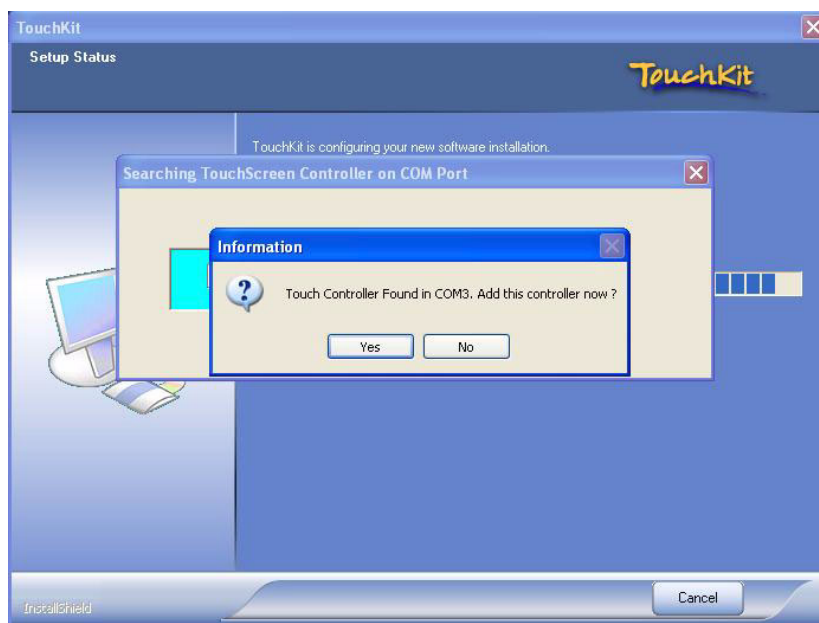 TouchKit
Setup Status
TouchKit
TouchKit is configuring your new software installation.
Searching TouchScreen Controller on COM Port
Information
Touch Controller Found in COM3. Add this controller now ?
Yes
No
InstallShield
Cancel